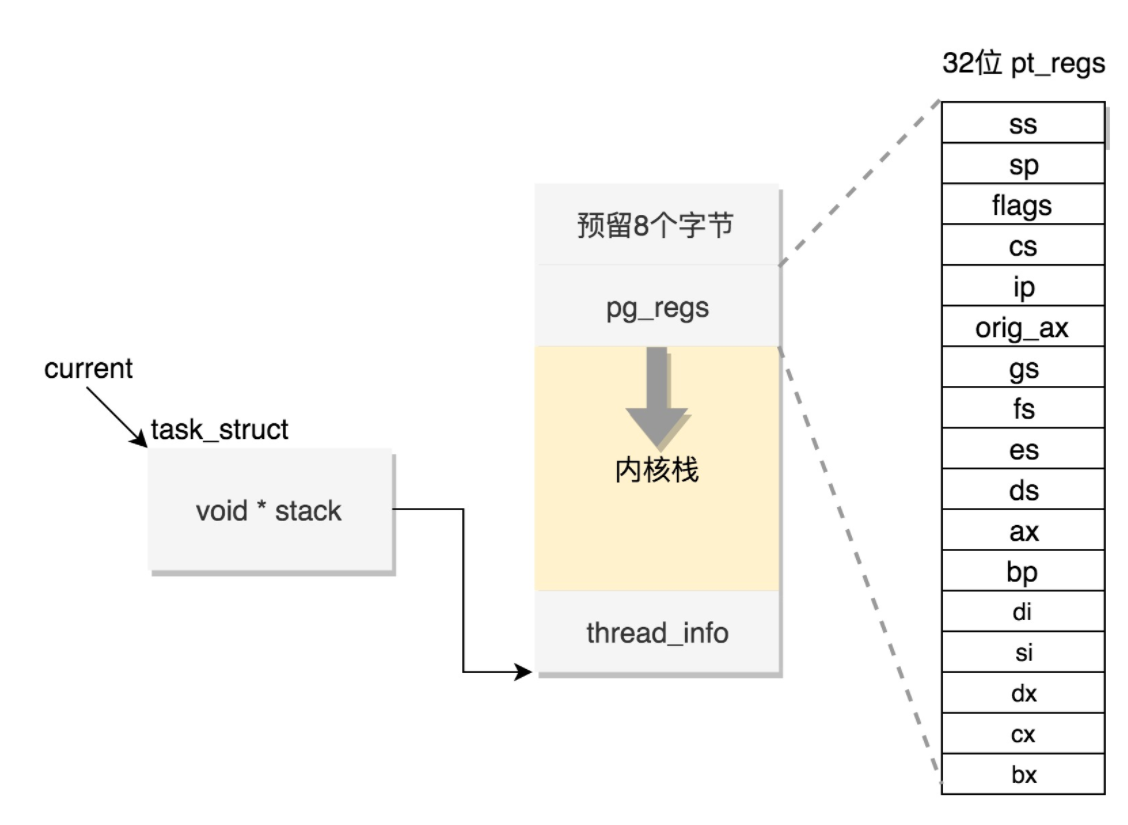 current
task_struct
void * stack
预留8个字节
pg_regs
内核栈
thread_info
32位 pt_regs
ss
sp
flags
cs
ip
orig_ax
gs
fs
es
ds
ax
bp
di
si
dx
cx
bx